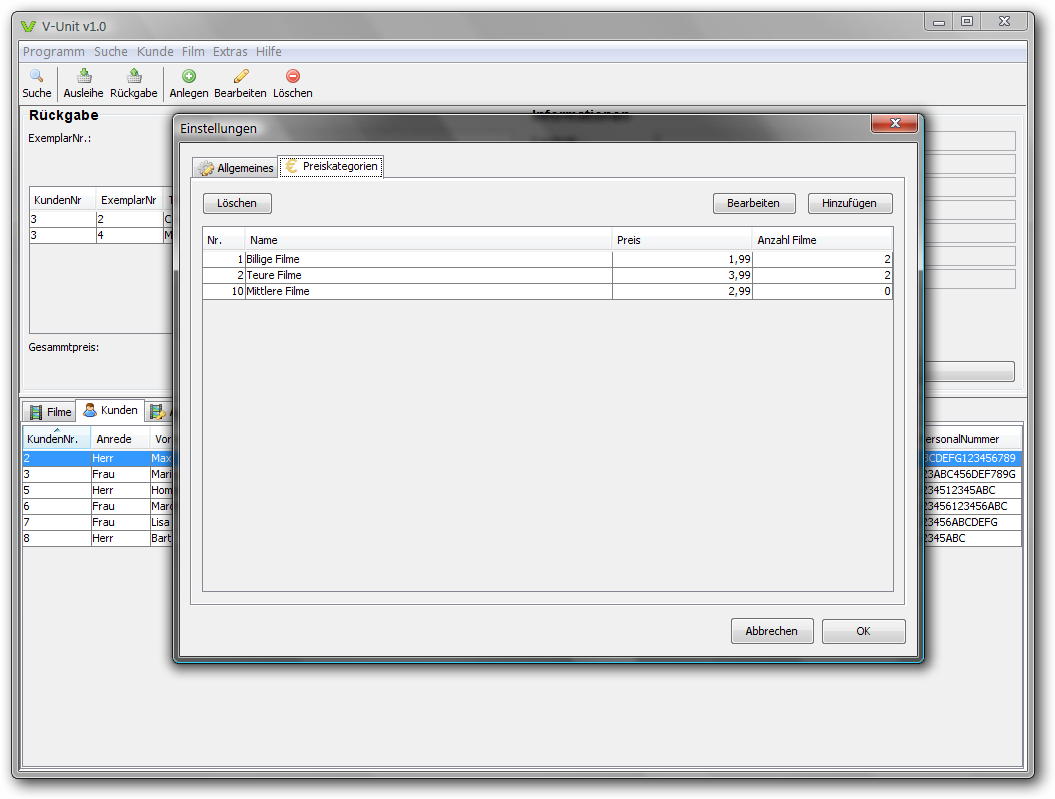 V-Unit v1.0
Programm Suche Kunde Film Extras Hilfe
Suche Ausleihe Rückgabe Anlegen Bearbeiten Löschen
Rückgabe Informationen
ExemplarNr.:
KundenNr ExemplarNr
3 2
3 4
Gesammtpreis:
Einstellungen
Allgemeines Preiskategorien
Löschen Bearbeiten Hinzufügen
Nr. Name Preis Anzahl Filme
1 Billige Filme 1,99 2
2 Teure Filme 3,99 2
10 Mittlere Filme 2,99 0
Abbrechen OK
Filme Kunden
KundenNr. Anrede Vor ersonalNummer
2 Herr Max BCDEFG123456789
3 Frau Mari 23ABC456DEF789G
5 Herr Hom 234512345ABC
6 Frau Marg 23456123456ABC
7 Frau Lisa 23456ABCDEFG
8 Herr Bart 2345ABC